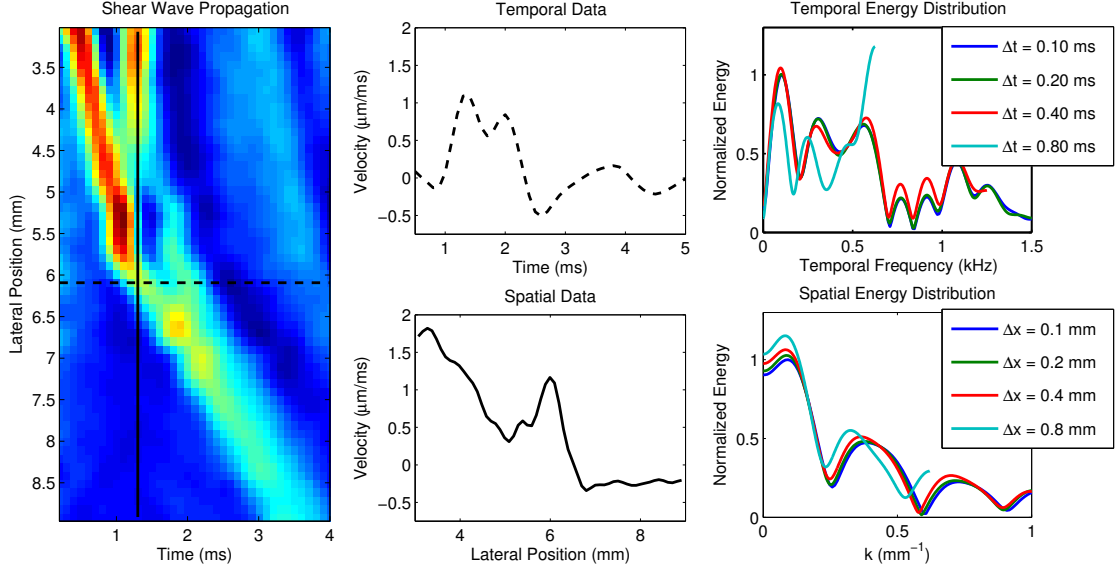 Shear Wave Propagation
3.5
4
4.5
5
5.5
6
6.5
7
7.5
8
8.5
Lateral Position (mm)
1
2
3
4
Time (ms)
Temporal Data
2
1.5
1
0.5
0
−0.5
Velocity (μm/ms)
1
2
3
4
5
Time (ms)
Spatial Data
2
1.5
1
0.5
0
−0.5
Velocity (μm/ms)
4
6
8
Lateral Position (mm)
Temporal Energy Distribution
1
0.5
0
Normalized Energy
0
0.5
1
1.5
Temporal Frequency (kHz)
Δt = 0.10 ms
Δt = 0.20 ms
Δt = 0.40 ms
Δt = 0.80 ms
Spatial Energy Distribution
1
0.5
0
Normalized Energy
0
0.5
1
k (mm⁻¹)
Δx = 0.1 mm
Δx = 0.2 mm
Δx = 0.4 mm
Δx = 0.8 mm